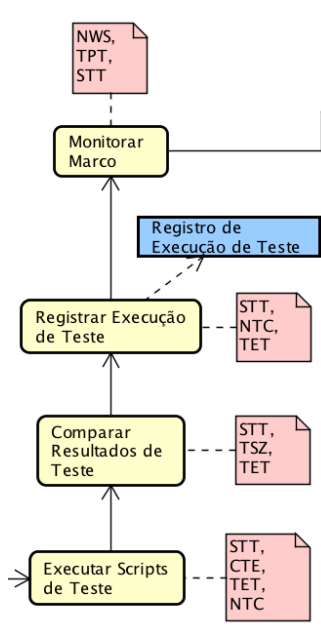 NWS,
TPT,
STT
Monitorar
Marco
Registro de
Execução de Teste
Registrar Execução
de Teste
STT,
NTC,
TET
Comparar
Resultados de
Teste
STT,
TSZ,
TET
Executar Scripts
de Teste
STT,
CTE,
TET,
NTC